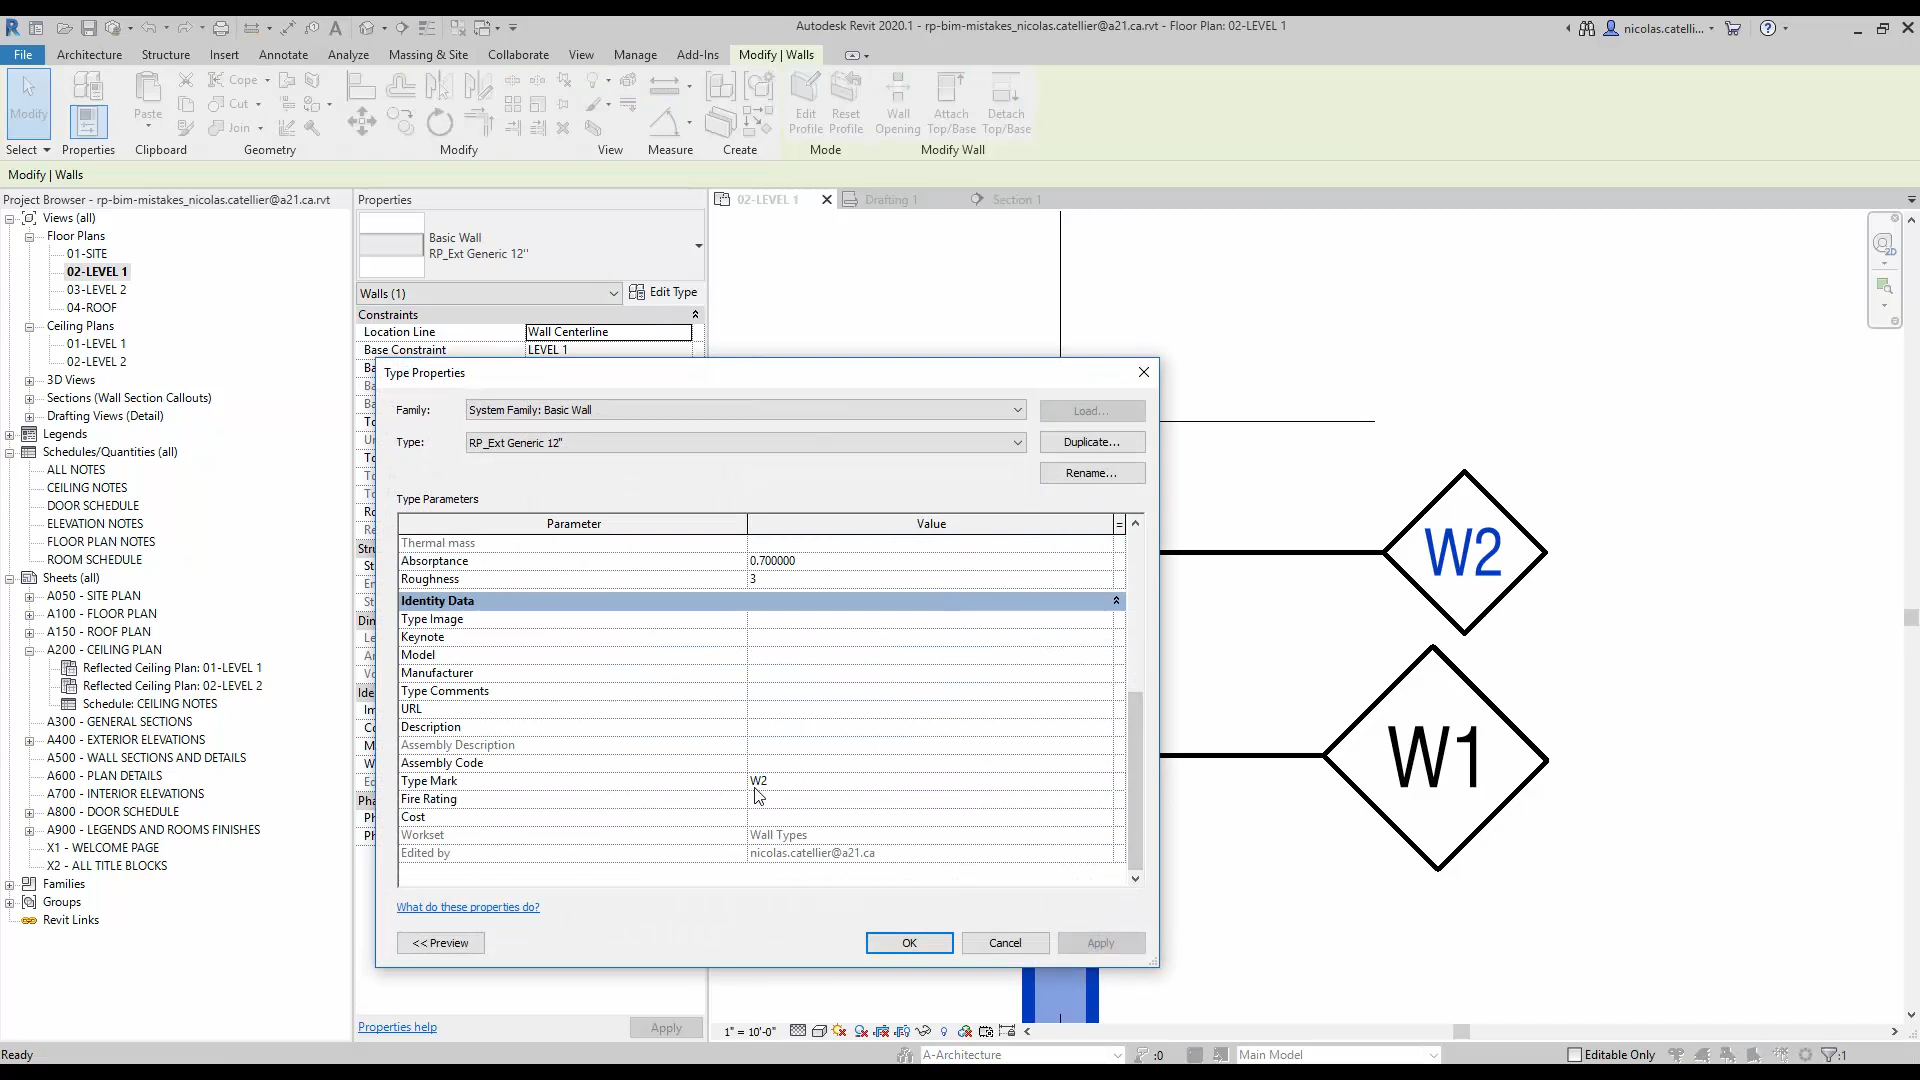 Autodesk Revit 2020.1 - rp-bim-mistakes_nicolas.catellier@a21.ca.rvt - Floor Plan: 02-LEVEL 1
nicolas.catelli...
File
Architecture
Structure
Insert
Annotate
Analyze
Massing & Site
Collaborate
View
Manage
Add-Ins
Modify | Walls
Modify
Paste
Cope
Cut
Join
Edit Profile
Reset Profile
Wall Opening
Attach Top/Base
Detach Top/Base
Select
Properties
Clipboard
Geometry
Modify
View
Measure
Create
Mode
Modify Wall
Modify | Walls
Project Browser - rp-bim-mistakes_nicolas.catellier@a21.ca.rvt
Views (all)
Floor Plans
01-SITE
02-LEVEL 1
03-LEVEL 2
04-ROOF
Ceiling Plans
01-LEVEL 1
02-LEVEL 2
3D Views
Sections (Wall Section Callouts)
Drafting Views (Detail)
Legends
Schedules/Quantities (all)
ALL NOTES
CEILING NOTES
DOOR SCHEDULE
ELEVATION NOTES
FLOOR PLAN NOTES
ROOM SCHEDULE
Sheets (all)
A050 - SITE PLAN
A100 - FLOOR PLAN
A150 - ROOF PLAN
A200 - CEILING PLAN
Reflected Ceiling Plan: 01-LEVEL 1
Reflected Ceiling Plan: 02-LEVEL 2
Schedule: CEILING NOTES
A300 - GENERAL SECTIONS
A400 - EXTERIOR ELEVATIONS
A500 - WALL SECTIONS AND DETAILS
A600 - PLAN DETAILS
A700 - INTERIOR ELEVATIONS
A800 - DOOR SCHEDULE
A900 - LEGENDS AND ROOMS FINISHES
X1 - WELCOME PAGE
X2 - ALL TITLE BLOCKS
Families
Groups
Revit Links
Properties
Basic Wall
RP_Ext Generic 12"
Walls (1)
Edit Type
Constraints
Location Line Wall Centerline
Base Constraint LEVEL 1
Properties help
Apply
02-LEVEL 1
Drafting 1
Section 1
Type Properties
Family: System Family: Basic Wall
Load...
Type: RP_Ext Generic 12"
Duplicate...
Rename...
Type Parameters
Parameter Value =
Thermal mass
Absorptance 0.700000
Roughness 3
Identity Data
Type Image
Keynote
Model
Manufacturer
Type Comments
URL
Description
Assembly Description
Assembly Code
Type Mark W2
Fire Rating
Cost
Workset Wall Types
Edited by nicolas.catellier@a21.ca
What do these properties do?
<< Preview
OK
Cancel
Apply
W2
W1
1" = 10'-0"
Ready
A-Architecture
:0
Main Model
Editable Only
:1